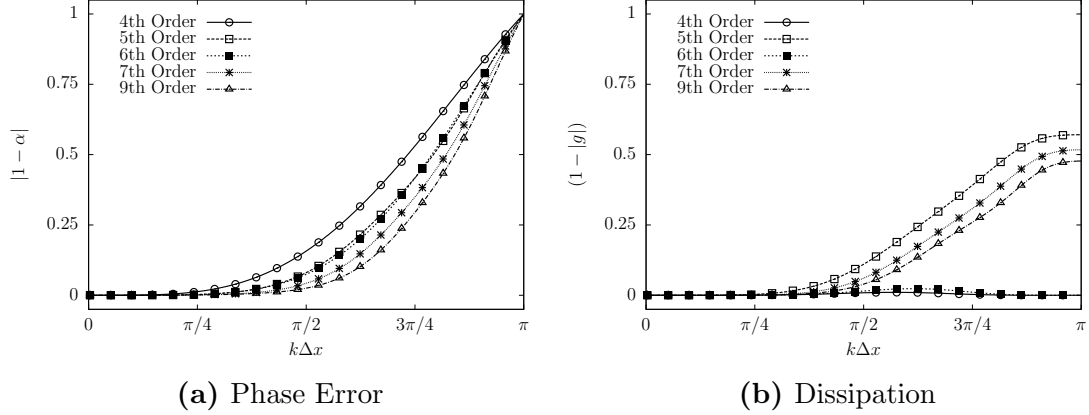 1
0.75
0.5
0.25
0
|1 − α|
4th Order
5th Order
6th Order
7th Order
9th Order
0
π/4
π/2
3π/4
π
kΔx
(a) Phase Error
1
0.75
0.5
0.25
0
(1 − |g|)
4th Order
5th Order
6th Order
7th Order
9th Order
0
π/4
π/2
3π/4
π
kΔx
(b) Dissipation